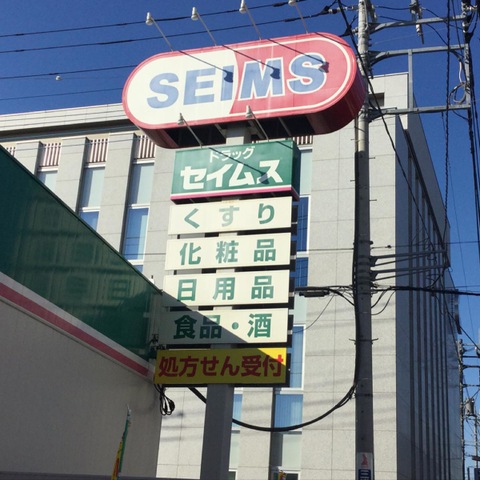 SEIMS
ドラッグ
セイムス
くすり
化粧品
日用品
食品・酒
処方せん受付